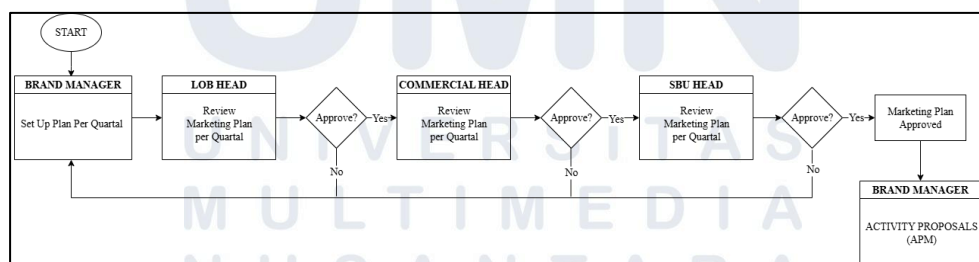 UMN
START
BRAND MANAGER
Set Up Plan Per Quartal
LOB HEAD
Review
Marketing Plan
per Quartal
Approve?
Yes
No
COMMERCIAL HEAD
Review
Marketing Plan
per Quartal
Approve?
Yes
No
SBU HEAD
Review
Marketing Plan
per Quartal
Approve?
Yes
No
Marketing Plan
Approved
BRAND MANAGER
ACTIVITY PROPOSALS
(APM)
UNIVERSITAS
MULTIMEDIA
NUSANTARA